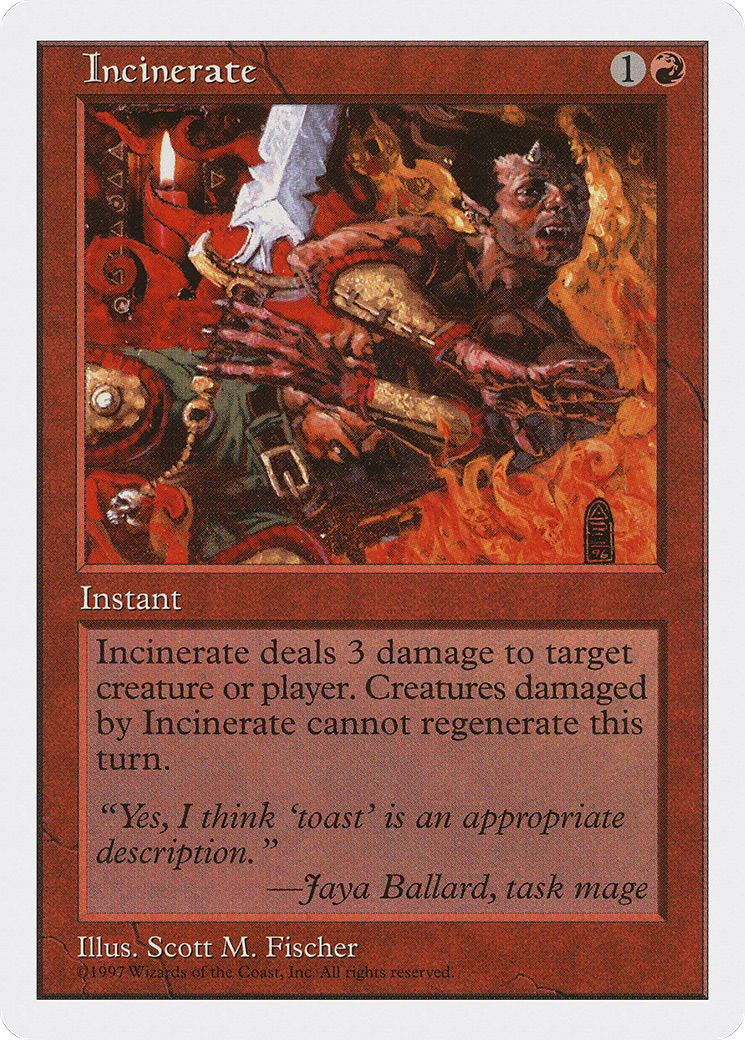 Incinerate 1
Instant
Incinerate deals 3 damage to target
creature or player. Creatures damaged
by Incinerate cannot regenerate this
turn.
“Yes, I think ‘toast’ is an appropriate
description.”
—Jaya Ballard, task mage
Illus. Scott M. Fischer
©1997 Wizards of the Coast, Inc. All rights reserved.